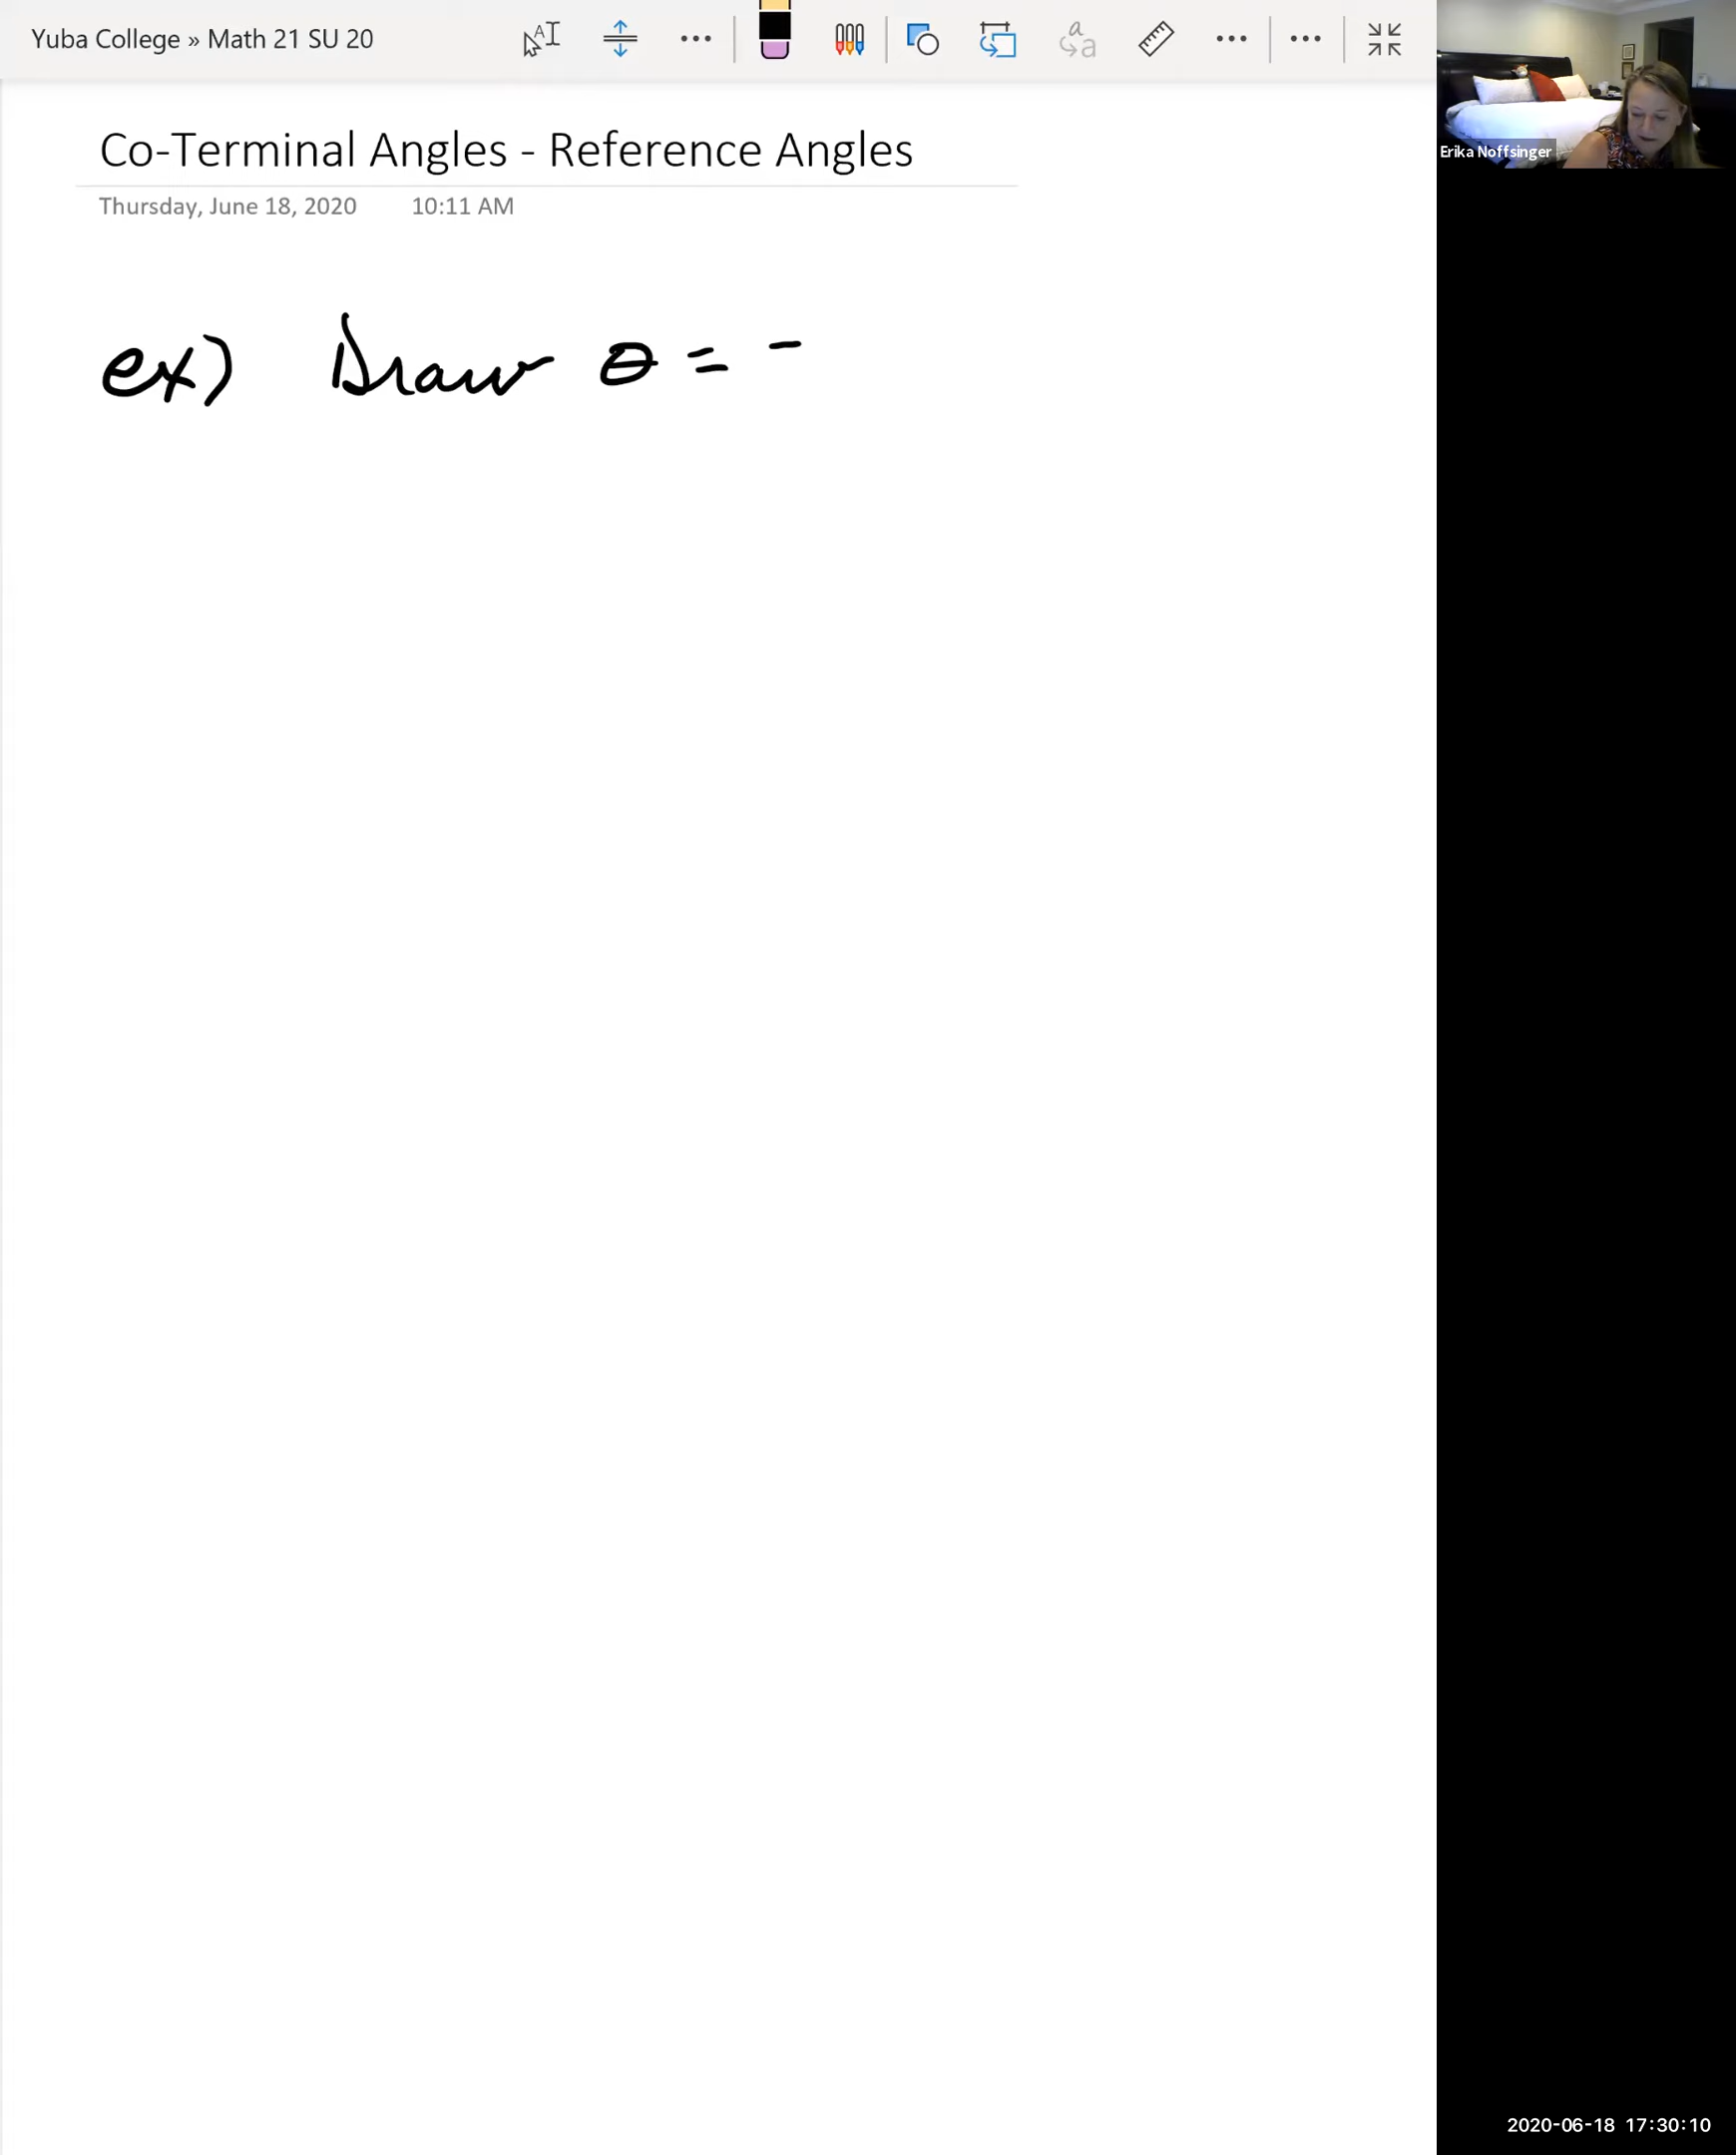 Yuba College » Math 21 SU 20
Erika Noffsinger
Co-Terminal Angles - Reference Angles
Thursday, June 18, 2020 10:11 AM
ex) Draw θ = -
2020-06-18 17:30:10